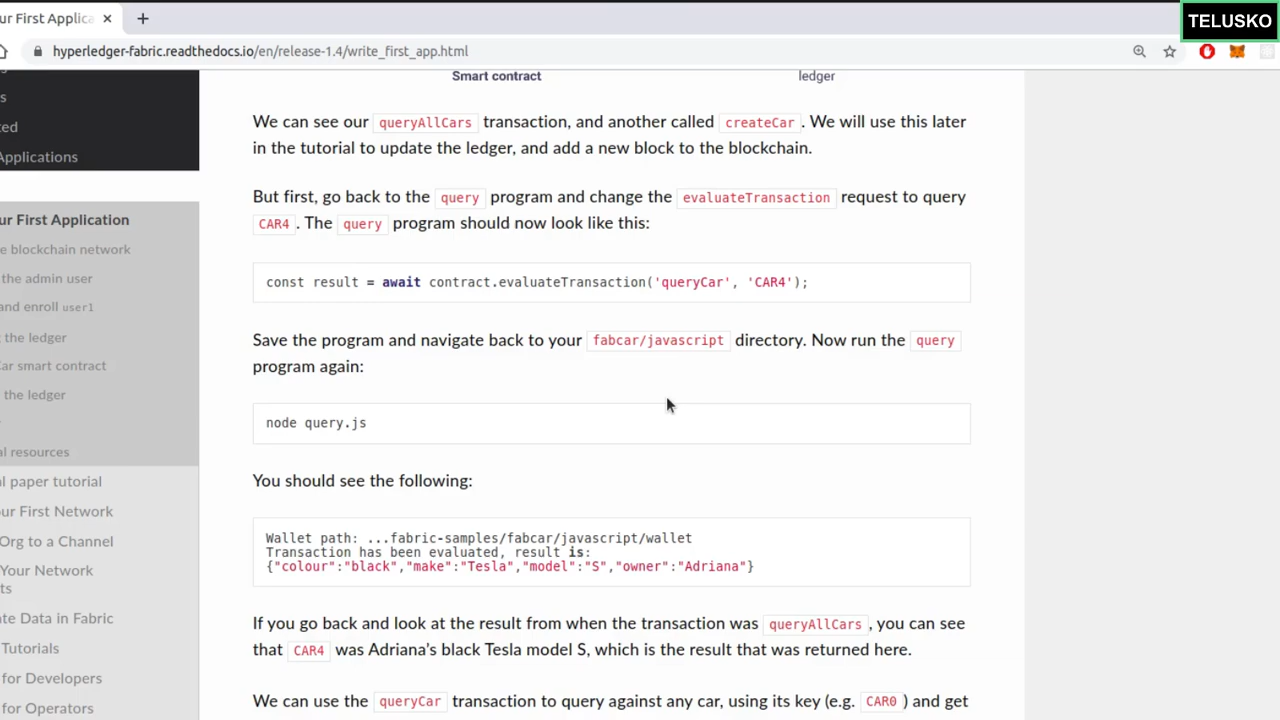 ur First Applica
TELUSKO
hyperledger-fabric.readthedocs.io/en/release-1.4/write_first_app.html
s
ted
Applications
ur First Application
e blockchain network
the admin user
and enroll user1
the ledger
Car smart contract
the ledger
al resources
al paper tutorial
our First Network
Org to a Channel
Your Network
ts
te Data in Fabric
Tutorials
for Developers
for Operators
Smart contract ledger
We can see our queryAllCars transaction, and another called createCar . We will use this later
in the tutorial to update the ledger, and add a new block to the blockchain.
But first, go back to the query program and change the evaluateTransaction request to query
CAR4 . The query program should now look like this:
const result = await contract.evaluateTransaction('queryCar', 'CAR4');
Save the program and navigate back to your fabcar/javascript directory. Now run the query
program again:
node query.js
You should see the following:
Wallet path: ...fabric-samples/fabcar/javascript/wallet
Transaction has been evaluated, result is:
{"colour":"black","make":"Tesla","model":"S","owner":"Adriana"}
If you go back and look at the result from when the transaction was queryAllCars , you can see
that CAR4 was Adriana's black Tesla model S, which is the result that was returned here.
We can use the queryCar transaction to query against any car, using its key (e.g. CAR0 ) and get